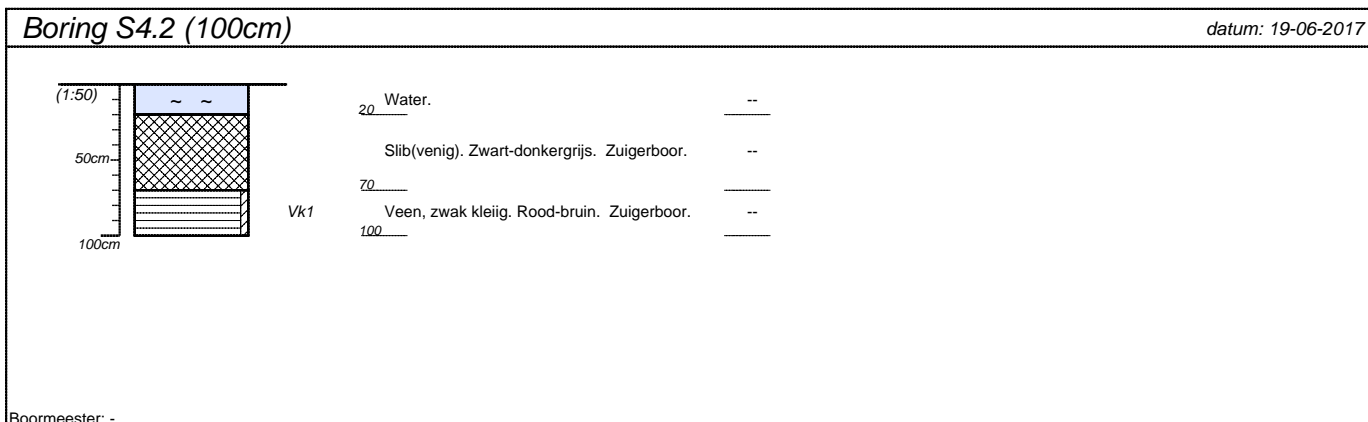 Boring S4.2 (100cm)
datum: 19-06-2017
(1:50)
~ ~
20 Water. --
50cm
Slib(venig). Zwart-donkergrijs. Zuigerboor. --
70
Vk1 Veen, zwak kleiig. Rood-bruin. Zuigerboor. --
100
100cm
Boormeester: -